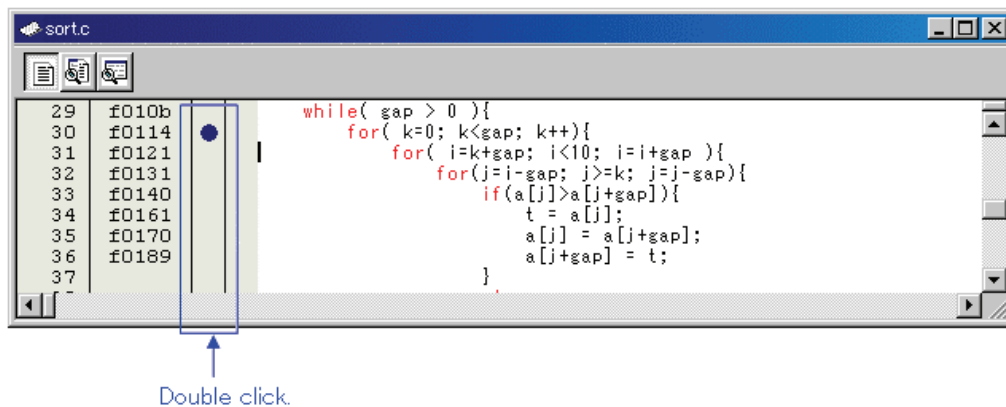 sort.c
29 f010b while( gap > 0 ){
30 f0114 for( k=0; k<gap; k++){
31 f0121 for( i=k+gap; i<10; i=i+gap ){
32 f0131 for(j=i-gap; j>=k; j=j-gap){
33 f0140 if(a[j]>a[j+gap]){
34 f0161 t = a[j];
35 f0170 a[j] = a[j+gap];
36 f0189 a[j+gap] = t;
37 }
Double click.